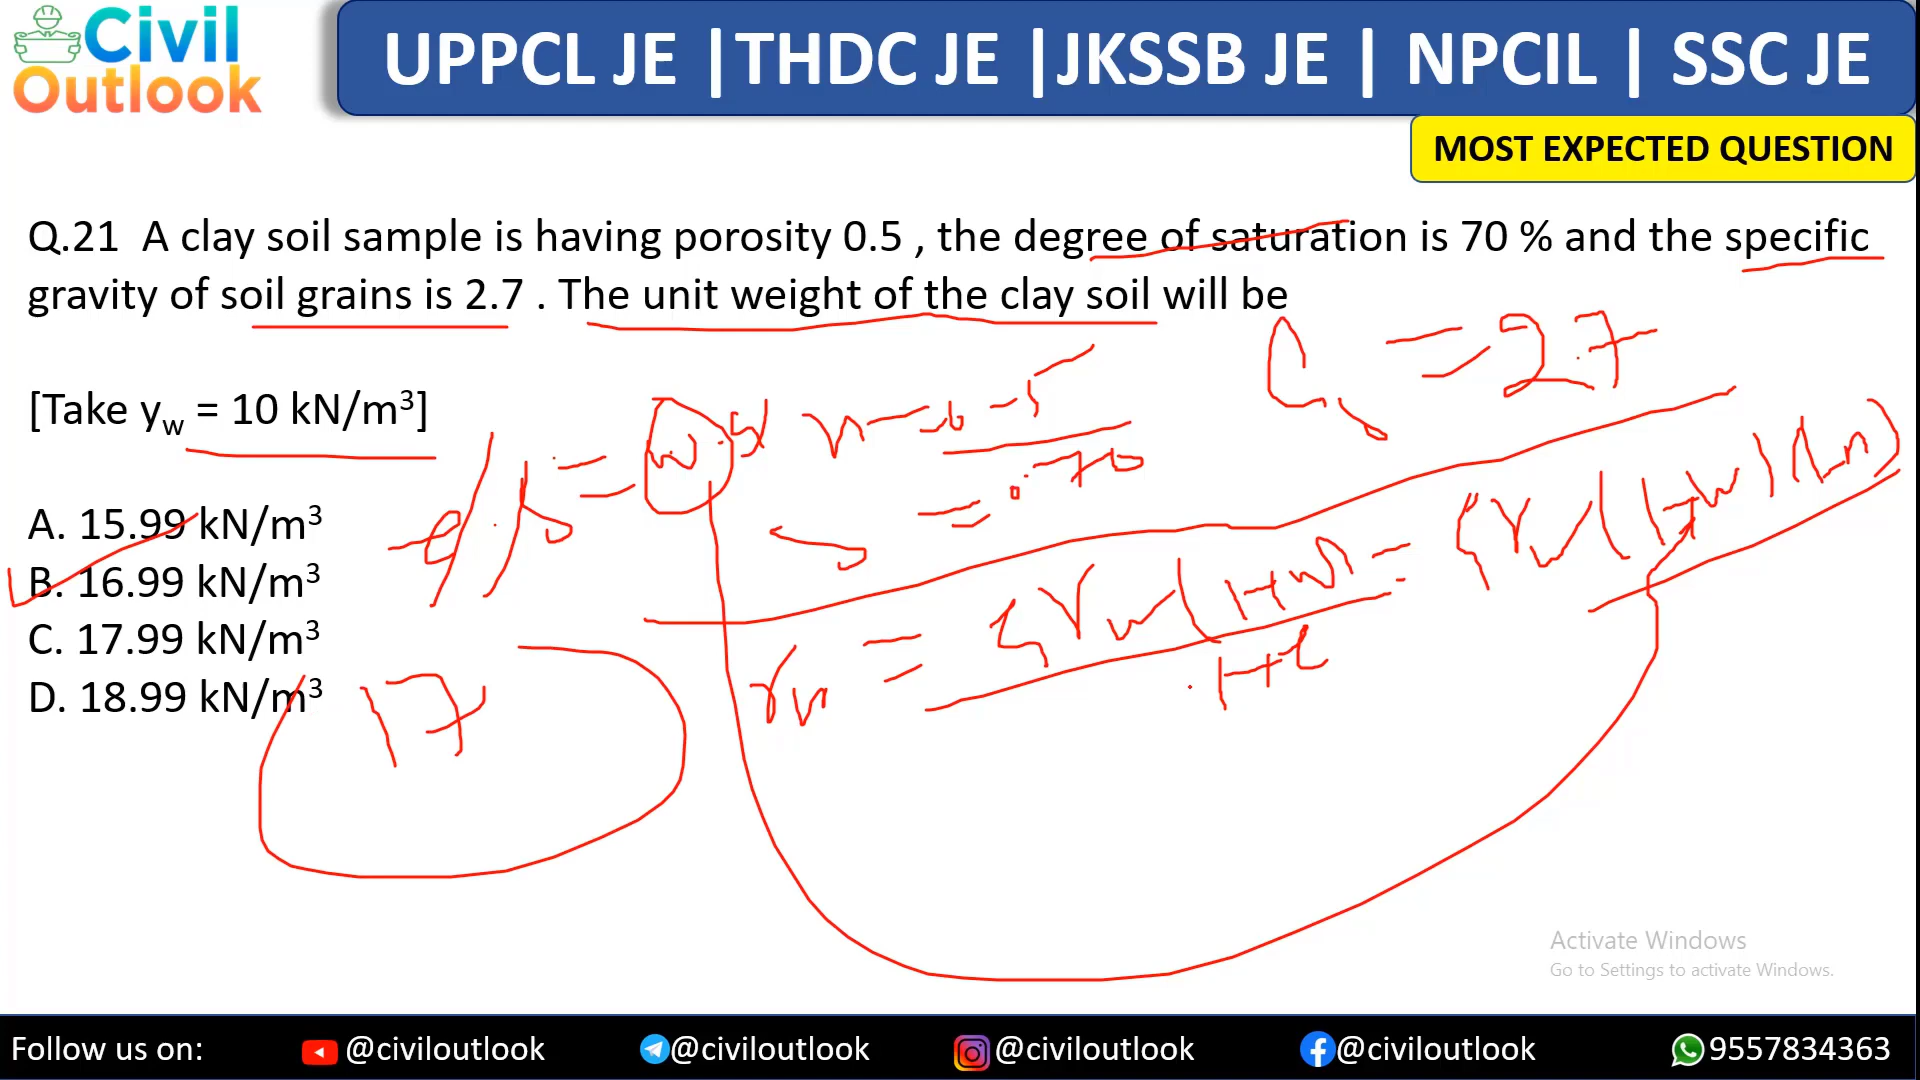 Civil
Outlook
UPPCL JE | THDC JE | JKSSB JE | NPCIL | SSC JE
MOST EXPECTED QUESTION
Q.21 A clay soil sample is having porosity 0.5 , the degree of saturation is 70 % and the specific
gravity of soil grains is 2.7 . The unit weight of the clay soil will be
= 2.7
[Take yw = 10 kN/m³]
A. 15.99 kN/m³
B. 16.99 kN/m³
C. 17.99 kN/m³
D. 18.99 kN/m³
17
1+e
Activate Windows
Go to Settings to activate Windows.
Follow us on: @civiloutlook @civiloutlook @civiloutlook @civiloutlook 9557834363